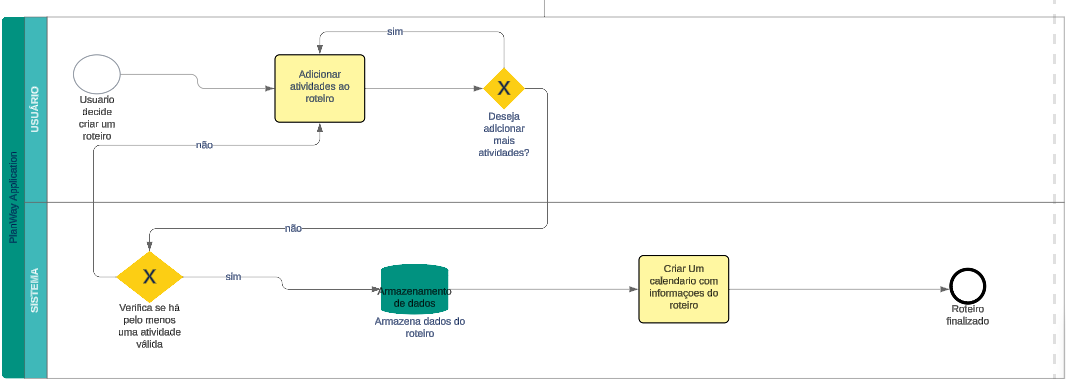 PlanWay Application
USUÁRIO
Usuario
decide
criar um
roteiro
Adicionar
atividades ao
roteiro
sim
X
Deseja
adicionar
mais
atividades?
não
não
SISTEMA
X
Verifica se há
pelo menos
uma atividade
válida
sim
Armazenamento
de dados
Armazena dados do
roteiro
Criar Um
calendario com
informaçoes do
roteiro
Roteiro
finalizado